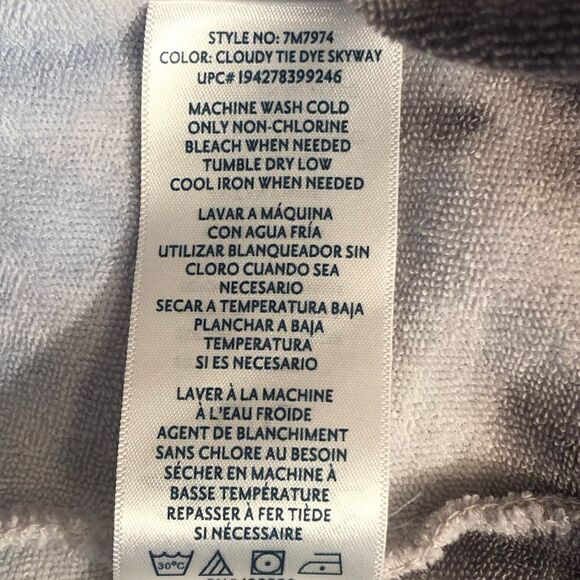 STYLE NO: 7M7974
COLOR: CLOUDY TIE DYE SKYWAY
UPC# 194278399246
MACHINE WASH COLD
ONLY NON-CHLORINE
BLEACH WHEN NEEDED
TUMBLE DRY LOW
COOL IRON WHEN NEEDED
LAVAR A MÁQUINA
CON AGUA FRÍA
UTILIZAR BLANQUEADOR SIN
CLORO CUANDO SEA
NECESARIO
SECAR A TEMPERATURA BAJA
PLANCHAR A BAJA
TEMPERATURA
SI ES NECESARIO
LAVER À LA MACHINE
À L'EAU FROIDE
AGENT DE BLANCHIMENT
SANS CHLORE AU BESOIN
SÉCHER EN MACHINE À
BASSE TEMPÉRATURE
REPASSER À FER TIÈDE
SI NÉCESSAIRE
30°C